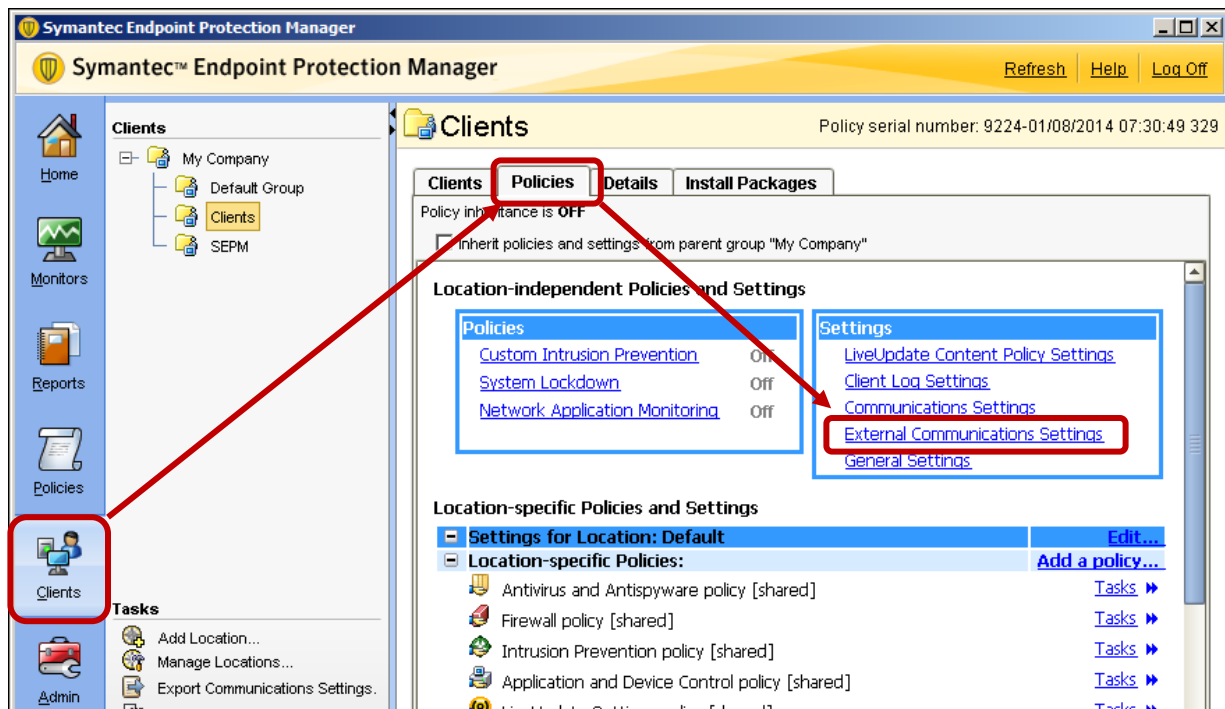 Symantec Endpoint Protection Manager
Symantec™ Endpoint Protection Manager
Refresh Help Log Off
Home
Monitors
Reports
Policies
Clients
Admin
Clients
My Company
Default Group
Clients
SEPM
Tasks
Add Location...
Manage Locations...
Export Communications Settings.
Clients
Policy serial number: 9224-01/08/2014 07:30:49 329
Clients Policies Details Install Packages
Policy inheritance is OFF
Inherit policies and settings from parent group "My Company"
Location-independent Policies and Settings
Policies
Custom Intrusion Prevention Off
System Lockdown Off
Network Application Monitoring Off
Settings
LiveUpdate Content Policy Settings
Client Log Settings
Communications Settings
External Communications Settings
General Settings
Location-specific Policies and Settings
Settings for Location: Default Edit...
Location-specific Policies: Add a policy...
Antivirus and Antispyware policy [shared] Tasks
Firewall policy [shared] Tasks
Intrusion Prevention policy [shared] Tasks
Application and Device Control policy [shared] Tasks